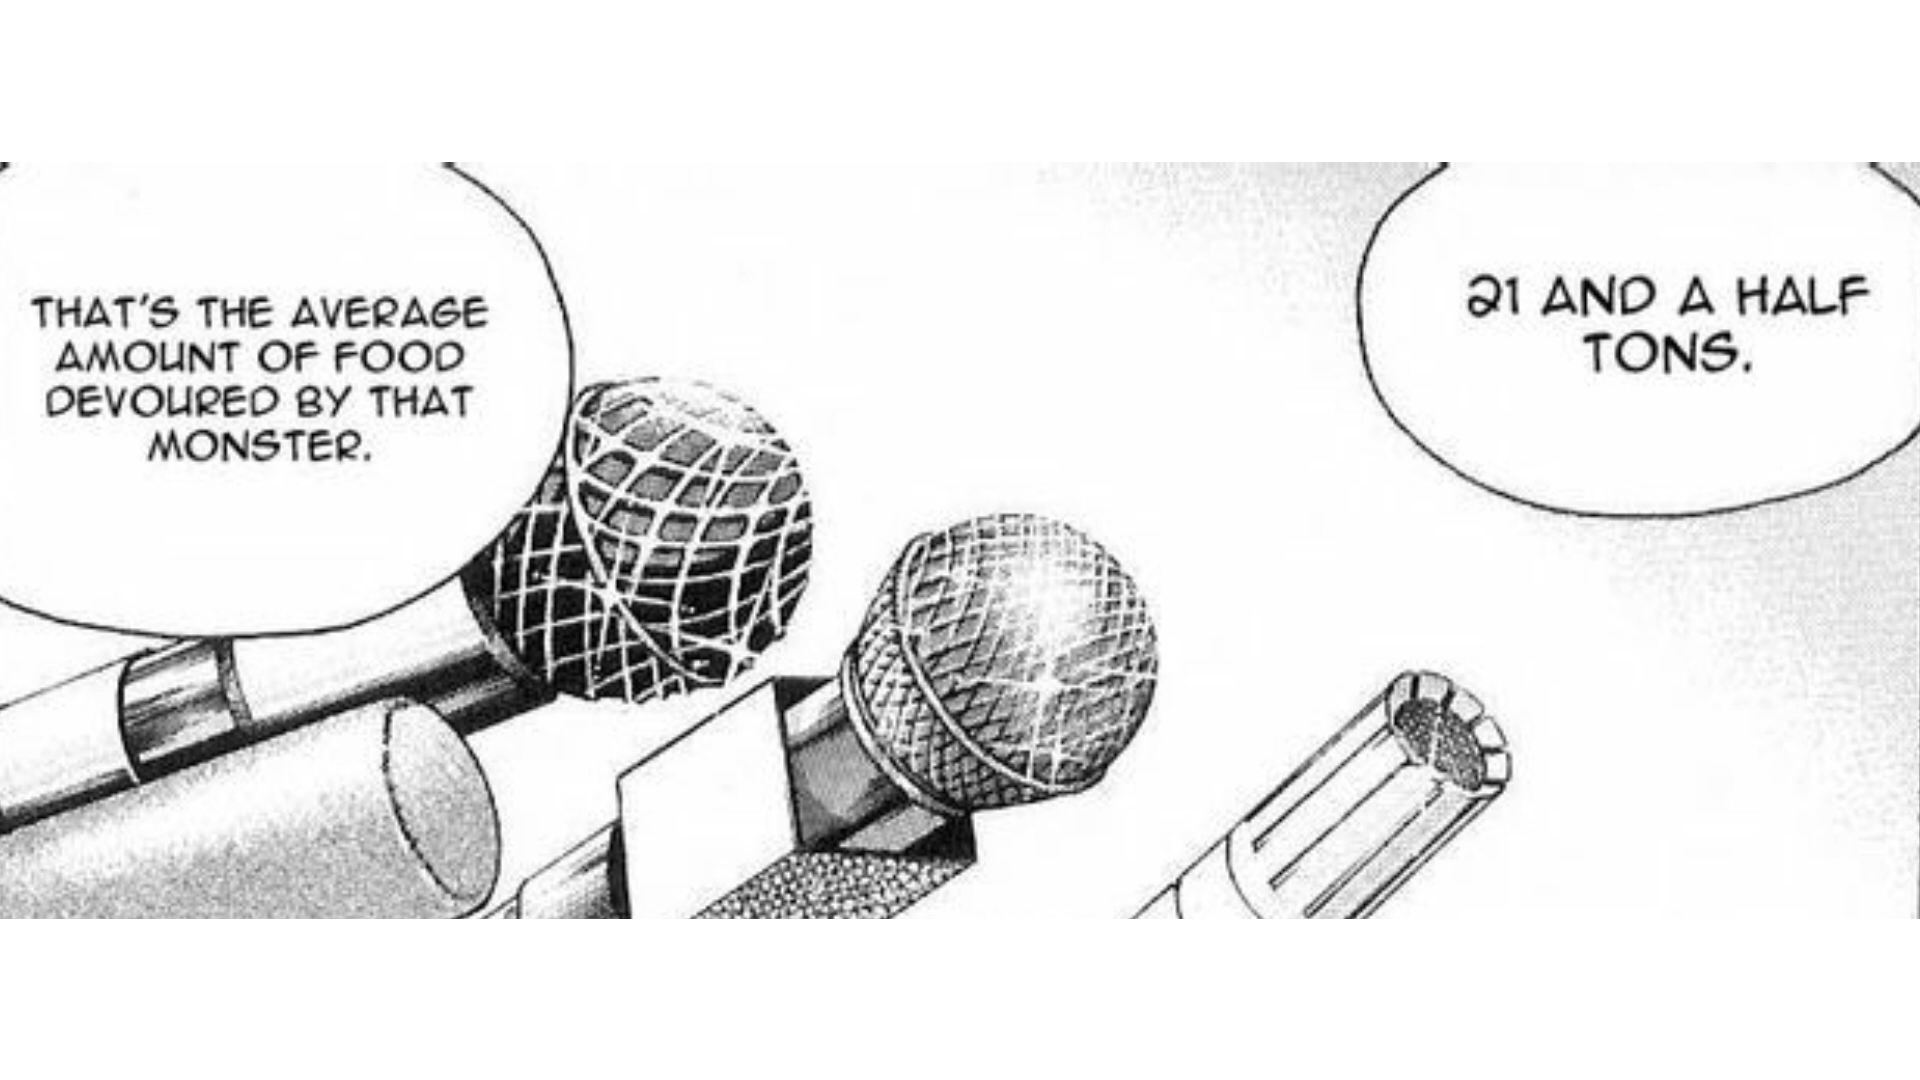 21 AND A HALF
TONS.
THAT'S THE AVERAGE
AMOUNT OF FOOD
DEVOURED BY THAT
MONSTER.